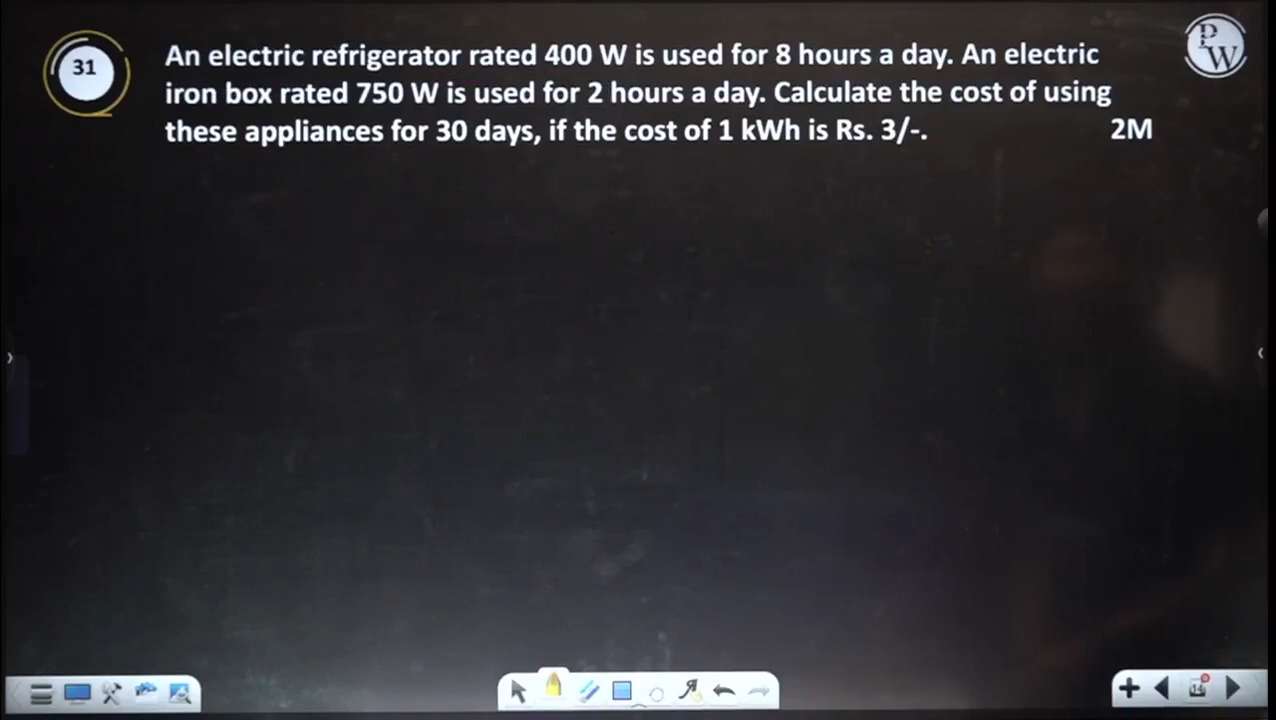 31
An electric refrigerator rated 400 W is used for 8 hours a day. An electric
iron box rated 750 W is used for 2 hours a day. Calculate the cost of using
these appliances for 30 days, if the cost of 1 kWh is Rs. 3/-.
2M
P
W
14